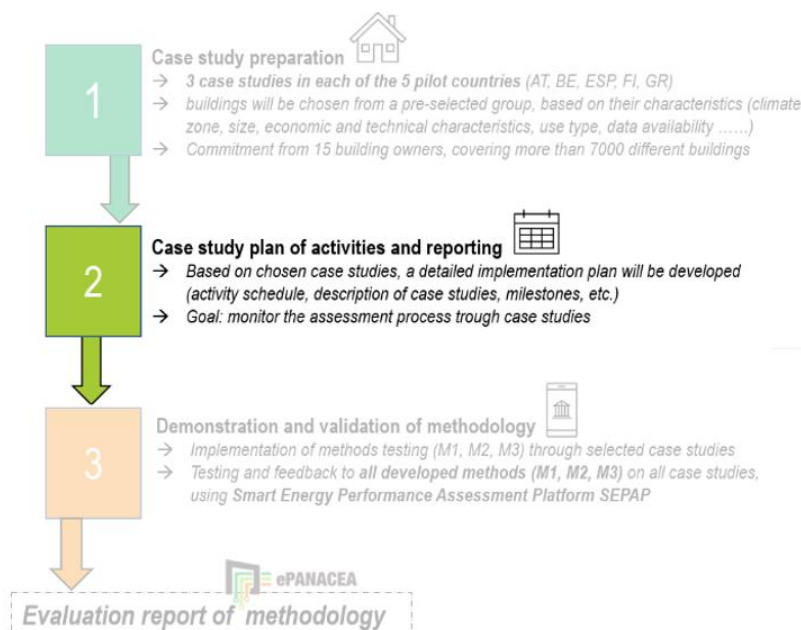 1
Case study preparation
→ 3 case studies in each of the 5 pilot countries (AT, BE, ESP, FI, GR)
→ buildings will be chosen from a pre-selected group, based on their characteristics (climate
zone, size, economic and technical characteristics, use type, data availability ......)
→ Commitment from 15 building owners, covering more than 7000 different buildings
2
Case study plan of activities and reporting
→ Based on chosen case studies, a detailed implementation plan will be developed
(activity schedule, description of case studies, milestones, etc.)
→ Goal: monitor the assessment process trough case studies
3
Demonstration and validation of methodology
→ Implementation of methods testing (M1, M2, M3) through selected case studies
→ Testing and feedback to all developed methods (M1, M2, M3) on all case studies,
using Smart Energy Performance Assessment Platform SEPAP
ePANACEA
Evaluation report of methodology